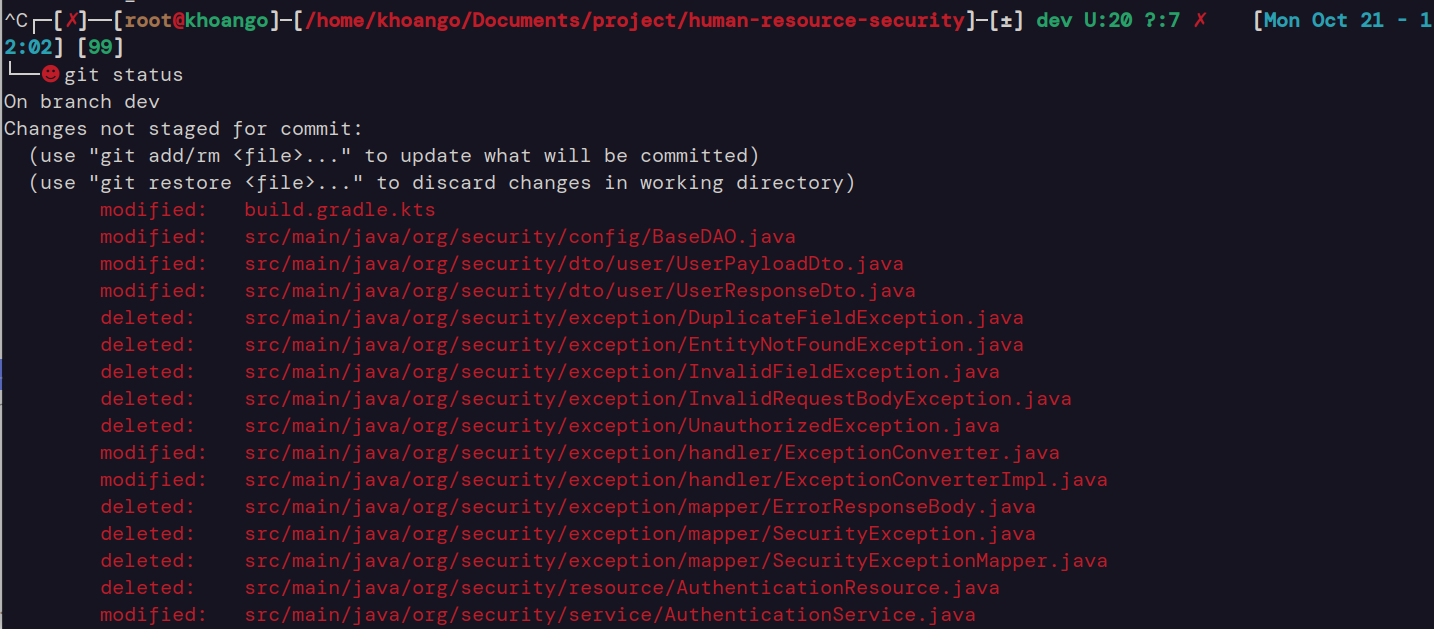 ^C┌─[✗]──[root@khoango]─[/home/khoango/Documents/project/human-resource-security]─[±] dev U:20 ?:7 ✗    [Mon Oct 21 - 1
2:02] [99]
└──☻git status
On branch dev
Changes not staged for commit:
  (use "git add/rm <file>..." to update what will be committed)
  (use "git restore <file>..." to discard changes in working directory)
        modified:   build.gradle.kts
        modified:   src/main/java/org/security/config/BaseDAO.java
        modified:   src/main/java/org/security/dto/user/UserPayloadDto.java
        modified:   src/main/java/org/security/dto/user/UserResponseDto.java
        deleted:    src/main/java/org/security/exception/DuplicateFieldException.java
        deleted:    src/main/java/org/security/exception/EntityNotFoundException.java
        deleted:    src/main/java/org/security/exception/InvalidFieldException.java
        deleted:    src/main/java/org/security/exception/InvalidRequestBodyException.java
        deleted:    src/main/java/org/security/exception/UnauthorizedException.java
        modified:   src/main/java/org/security/exception/handler/ExceptionConverter.java
        modified:   src/main/java/org/security/exception/handler/ExceptionConverterImpl.java
        deleted:    src/main/java/org/security/exception/mapper/ErrorResponseBody.java
        deleted:    src/main/java/org/security/exception/mapper/SecurityException.java
        deleted:    src/main/java/org/security/exception/mapper/SecurityExceptionMapper.java
        deleted:    src/main/java/org/security/resource/AuthenticationResource.java
        modified:   src/main/java/org/security/service/AuthenticationService.java